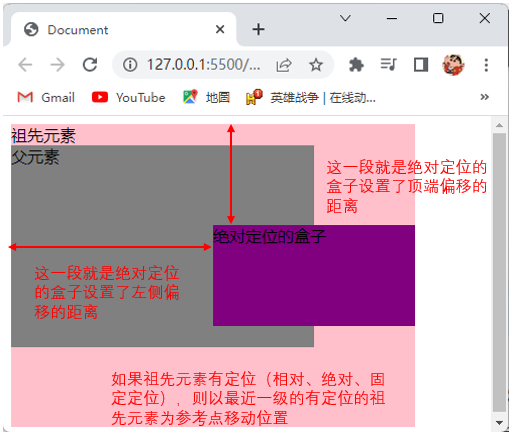 Document
127.0.0.1:5500/...
Gmail
YouTube
地圖
英雄战争 | 在线动...
祖先元素
父元素
这一段就是绝对定位的
盒子设置了顶端偏移的
距离
绝对定位的盒子
这一段就是绝对定位
的盒子设置了左侧偏
移的距离
如果祖先元素有定位（相对、绝对、固
定定位），则以最近一级的有定位的祖
先元素为参考点移动位置